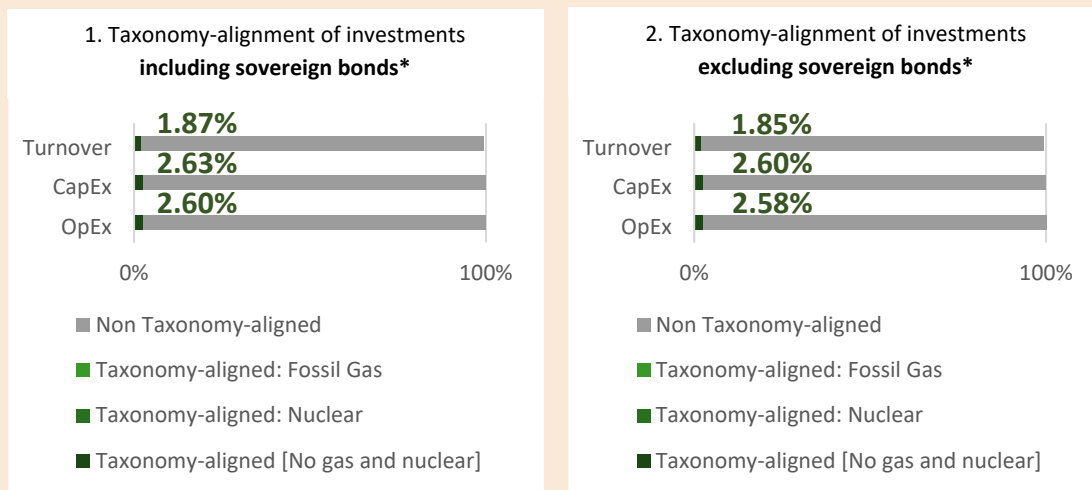 1. Taxonomy-alignment of investments
including sovereign bonds*
1.87%
Turnover
2.63%
CapEx
2.60%
OpEx
0%
100%
Non Taxonomy-aligned
Taxonomy-aligned: Fossil Gas
Taxonomy-aligned: Nuclear
Taxonomy-aligned [No gas and nuclear]
2. Taxonomy-alignment of investments
excluding sovereign bonds*
1.85%
Turnover
2.60%
CapEx
2.58%
OpEx
0%
100%
Non Taxonomy-aligned
Taxonomy-aligned: Fossil Gas
Taxonomy-aligned: Nuclear
Taxonomy-aligned [No gas and nuclear]